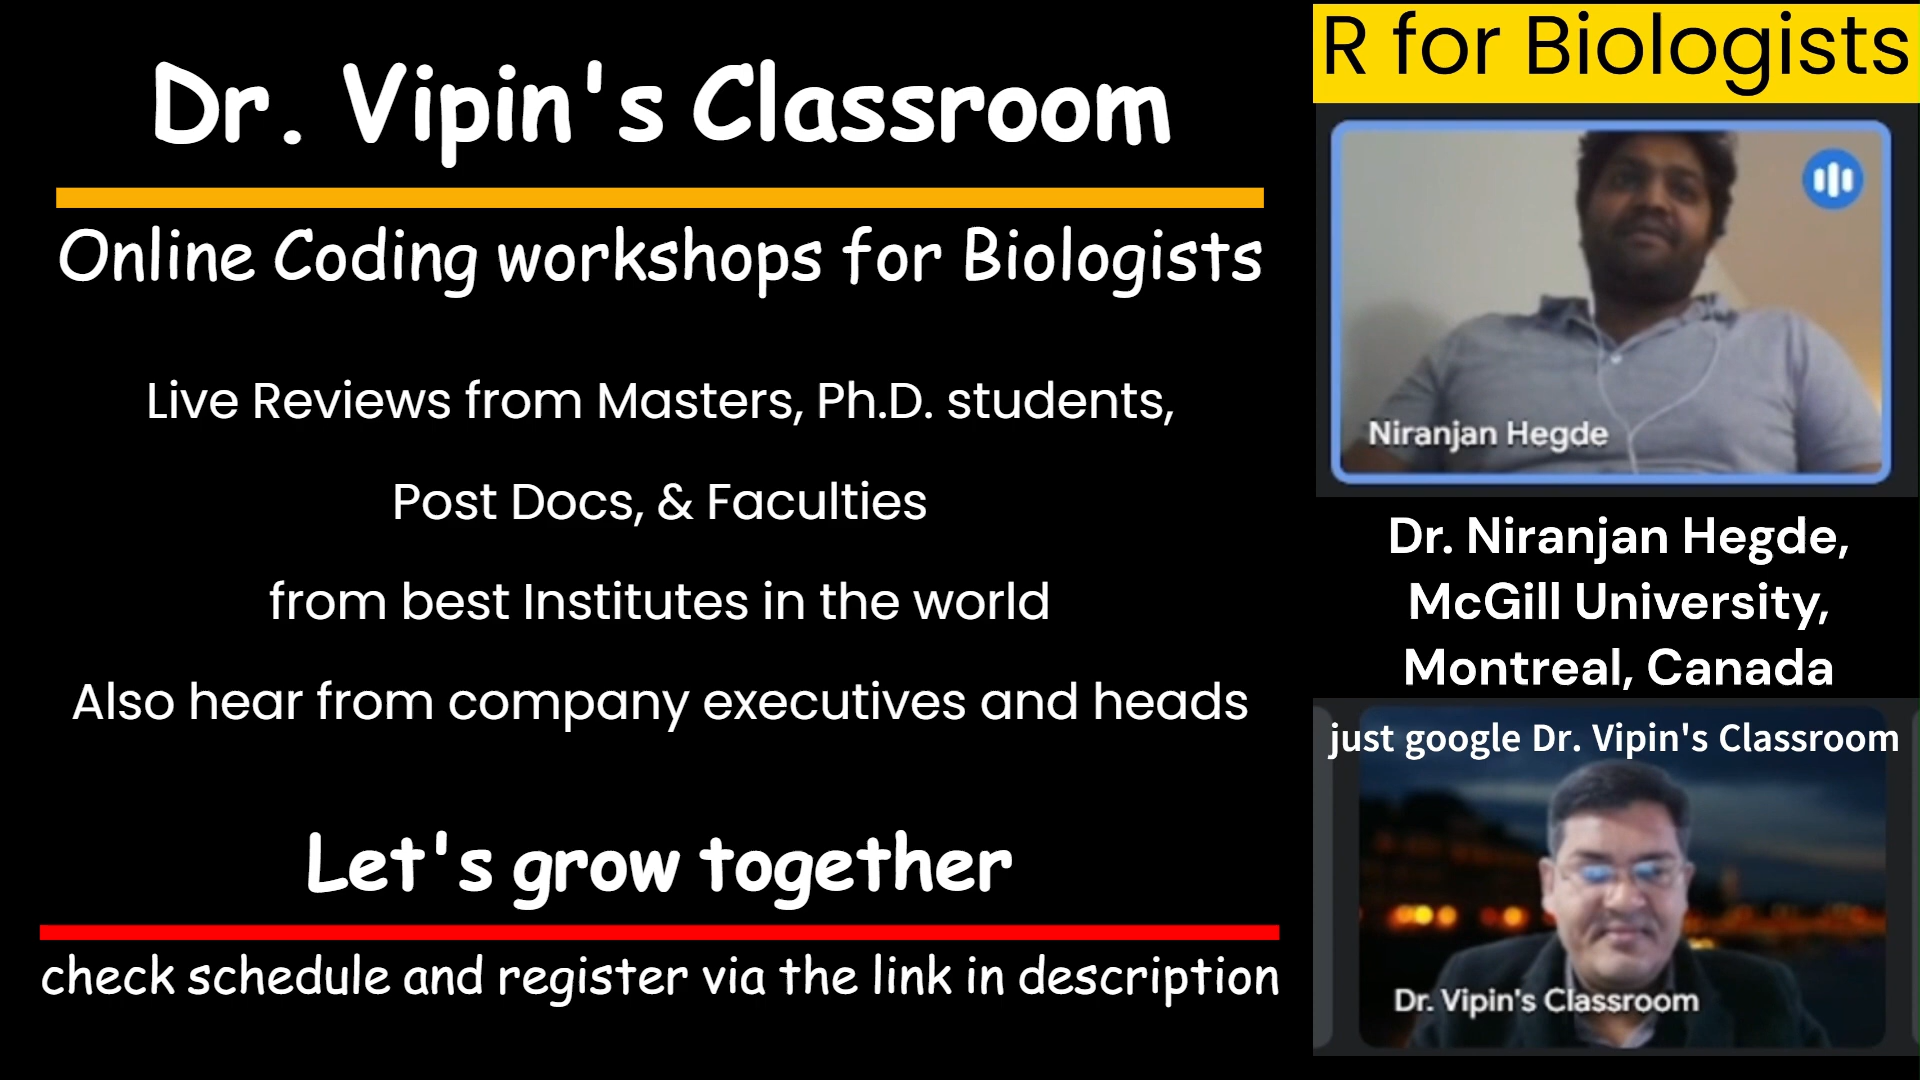 Dr. Vipin's Classroom
Online Coding workshops for Biologists
Live Reviews from Masters, Ph.D. students,
Post Docs, & Faculties
from best Institutes in the world
Also hear from company executives and heads
Let's grow together
check schedule and register via the link in description
R for Biologists
Niranjan Hegde
Dr. Niranjan Hegde,
McGill University,
Montreal, Canada
just google Dr. Vipin's Classroom
Dr. Vipin's Classroom